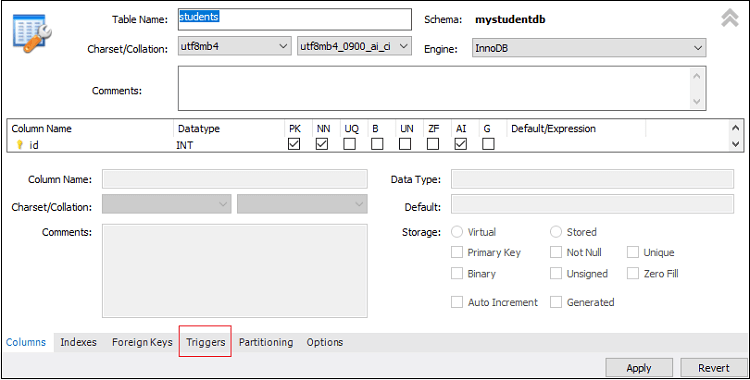 Table Name: students Schema: mystudentdb
Charset/Collation: utf8mb4 utf8mb4_0900_ai_ci Engine: InnoDB
Comments:
Column Name Datatype PK NN UQ B UN ZF AI G Default/Expression
id INT
Column Name: Data Type:
Charset/Collation: Default:
Comments: Storage: Virtual Stored
Primary Key Not Null Unique
Binary Unsigned Zero Fill
Auto Increment Generated
Columns Indexes Foreign Keys Triggers Partitioning Options
Apply Revert